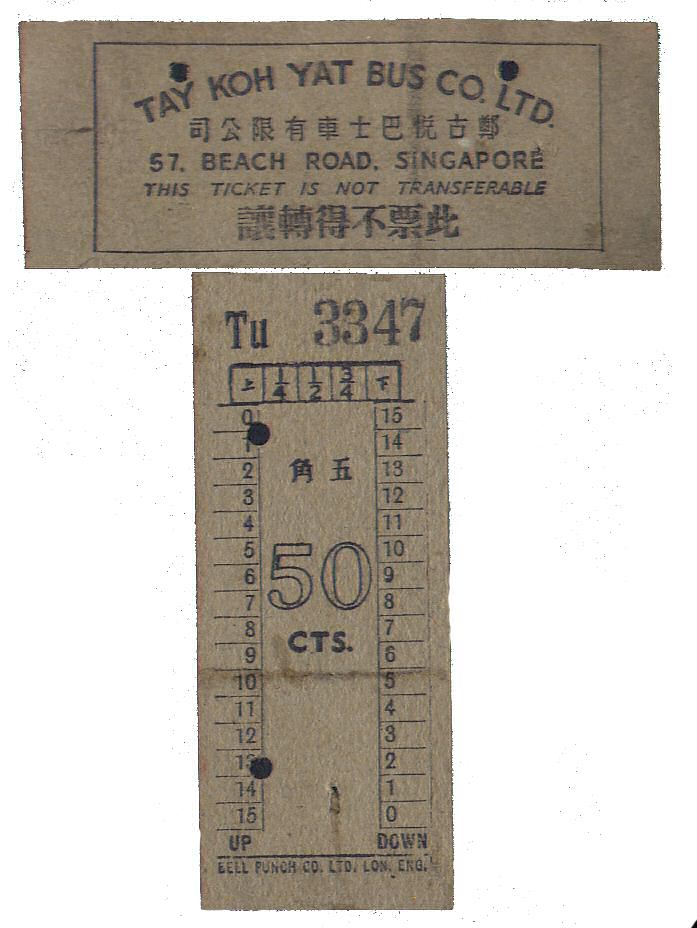 TAY KOH YAT BUS CO. LTD.
鄭古悅巴士車有限公司
57, BEACH ROAD, SINGAPORE
THIS TICKET IS NOT TRANSFERABLE
此票不得轉讓
Tu 3347
上 1/4 1/2 3/4 下
0 15
1 14
2 13
五角
3 12
4 11
5 10
6 9
50
7 8
8 7
CTS.
9 6
10 5
11 4
12 3
13 2
14 1
15 0
UP DOWN
BELL PUNCH CO. LTD. LON. ENG.